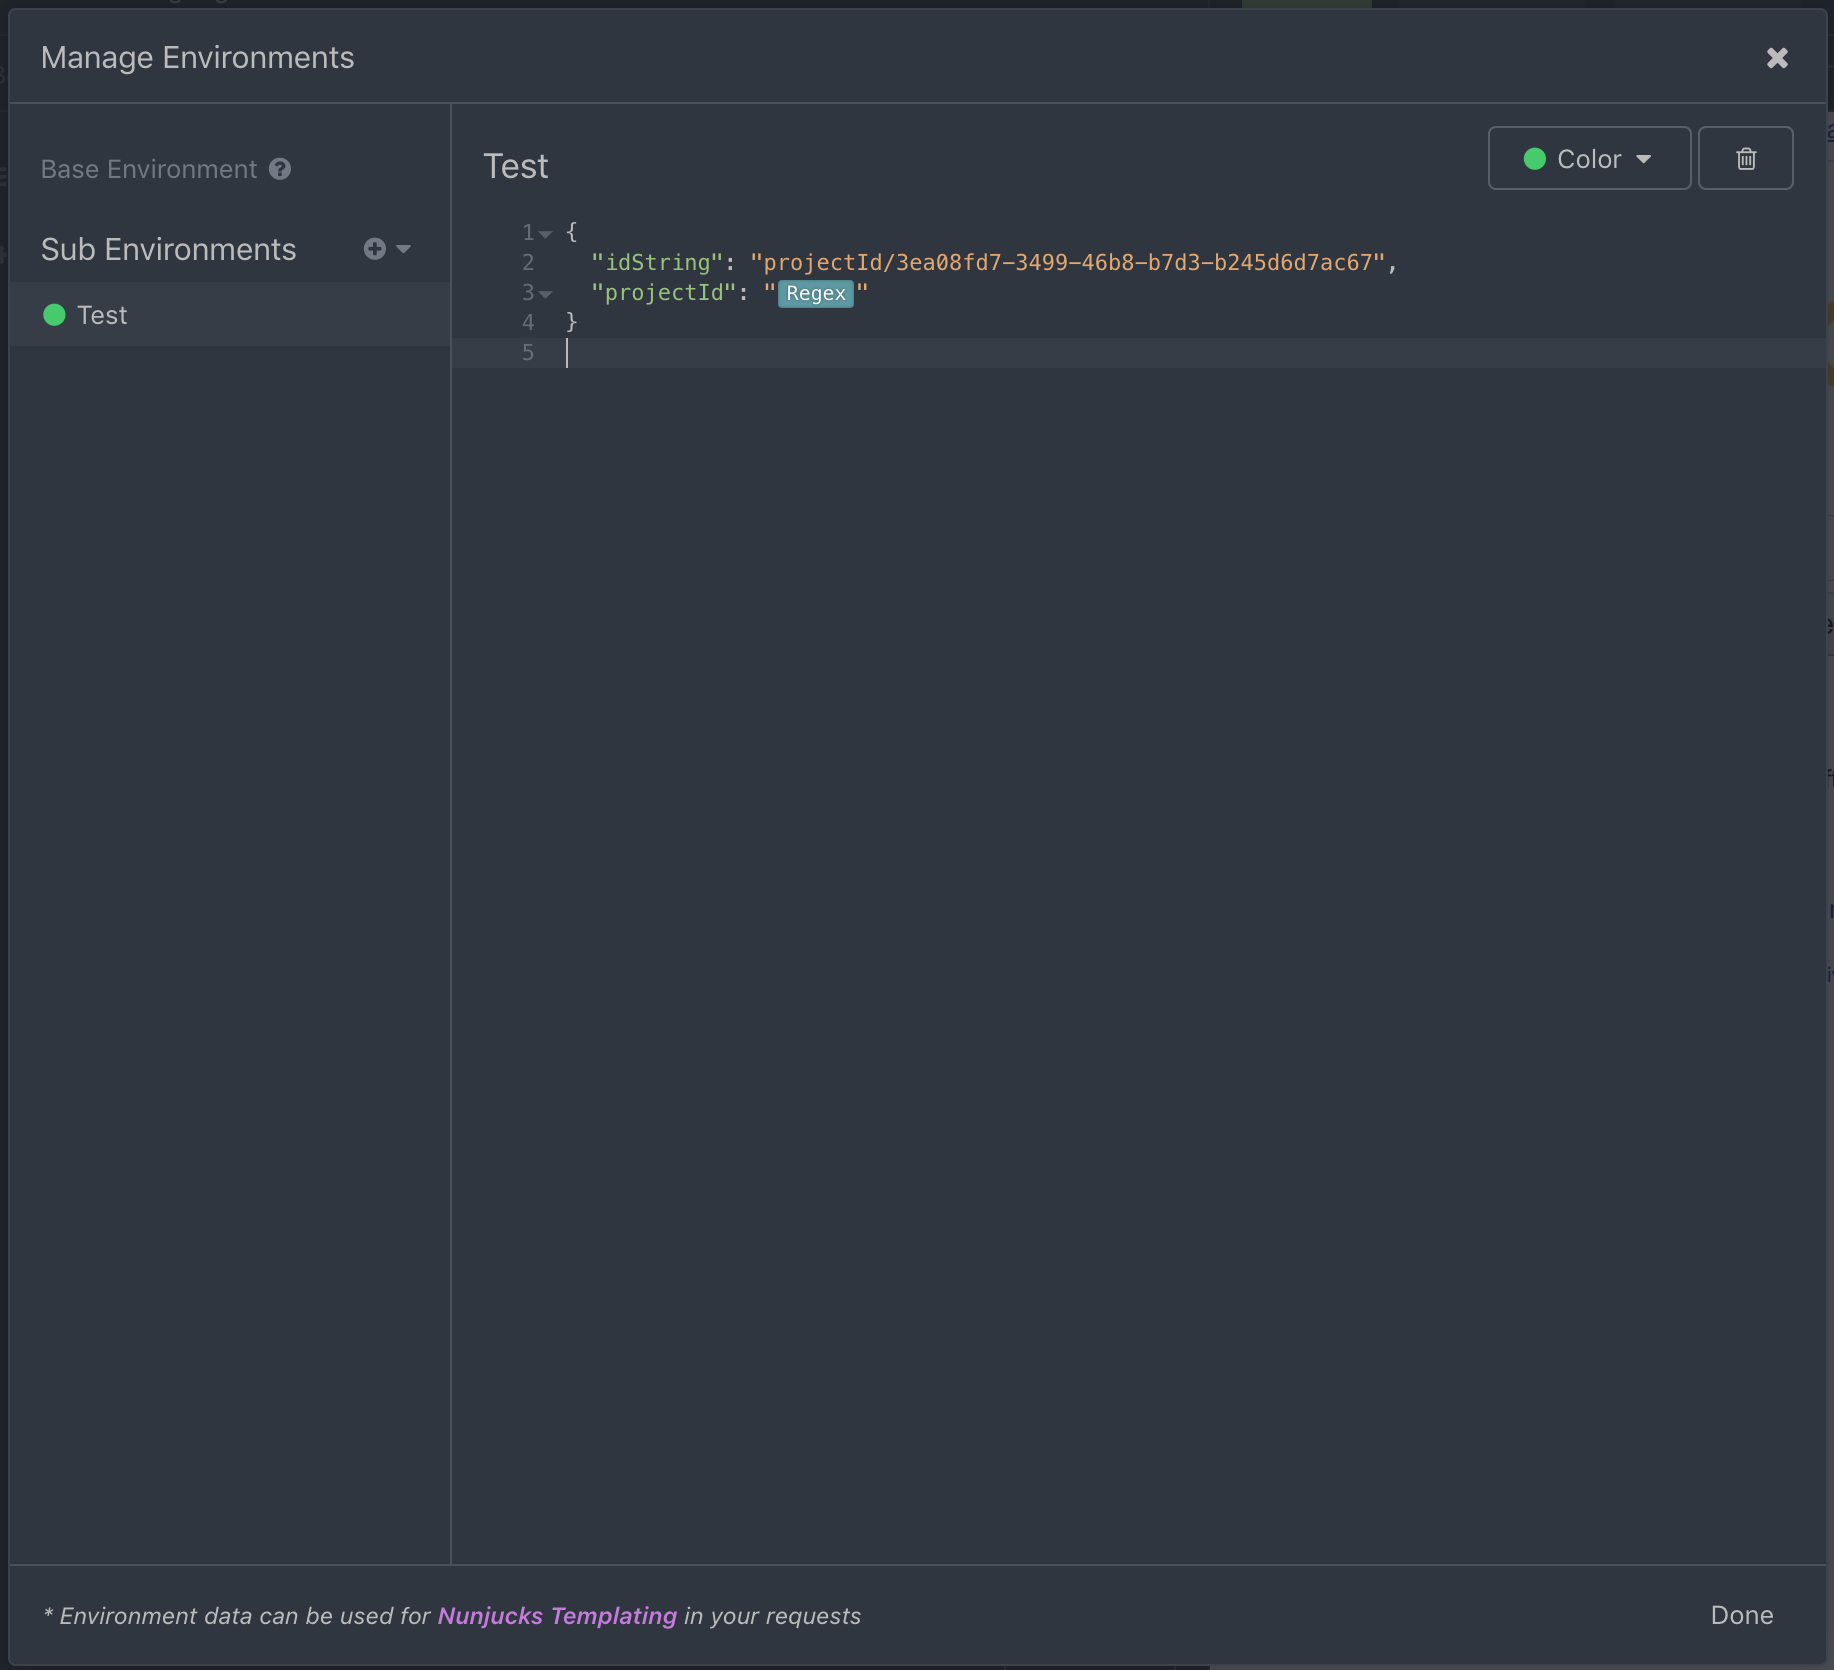 Manage Environments
Base Environment
Sub Environments
Test
Test
Color
1 {
2 "idString": "projectId/3ea08fd7-3499-46b8-b7d3-b245d6d7ac67",
3 "projectId": "Regex"
4 }
5
* Environment data can be used for Nunjucks Templating in your requests
Done